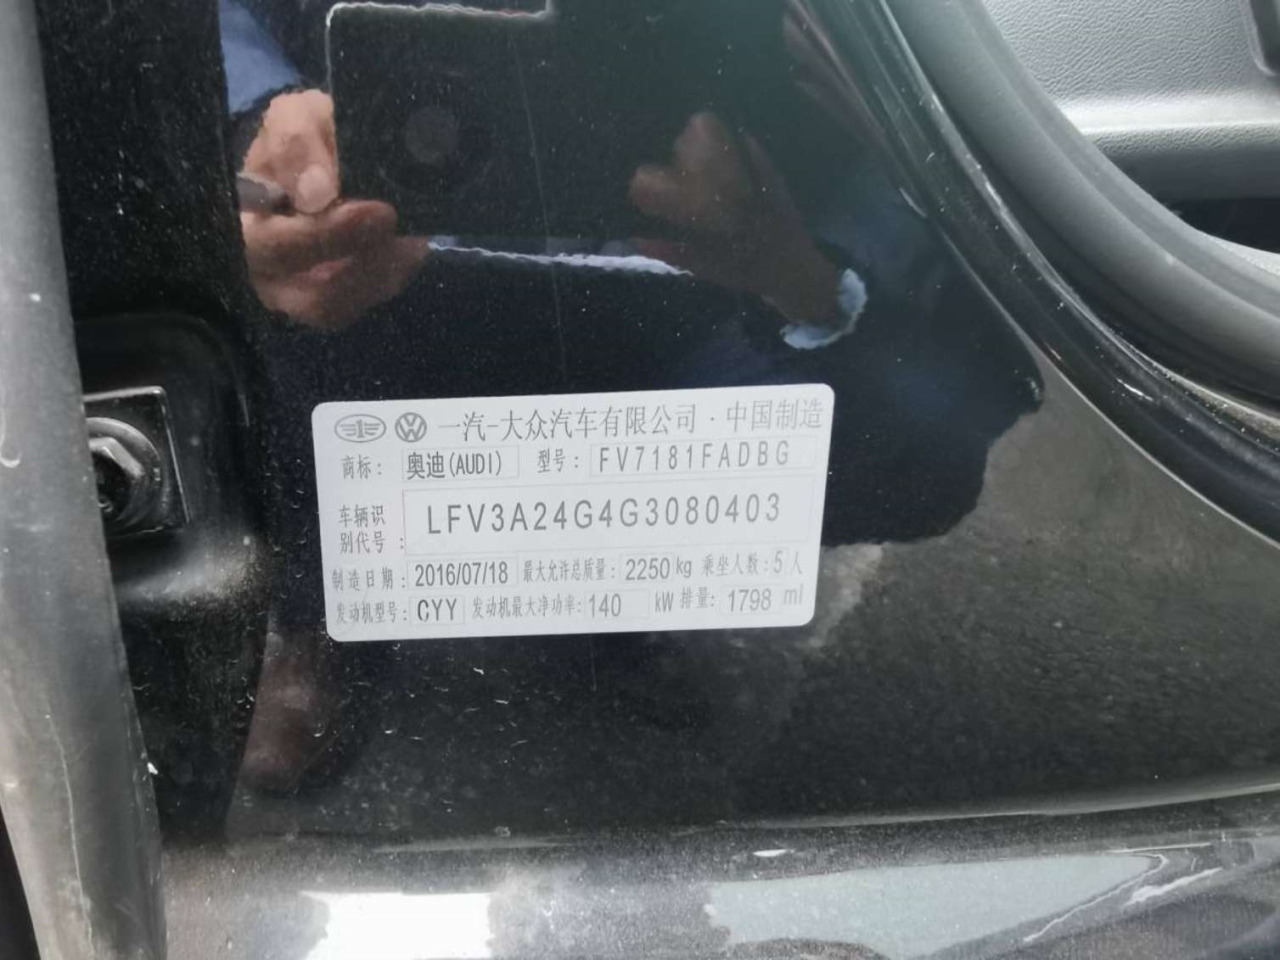 一汽-大众汽车有限公司·中国制造
商标: 奥迪(AUDI) 型号: FV7181FADBG
车辆识别代号: LFV3A24G4G3080403
制造日期: 2016/07/18 最大允许总质量: 2250 kg 乘坐人数: 5 人
发动机型号: CYY 发动机最大净功率: 140 kW 排量: 1798 ml